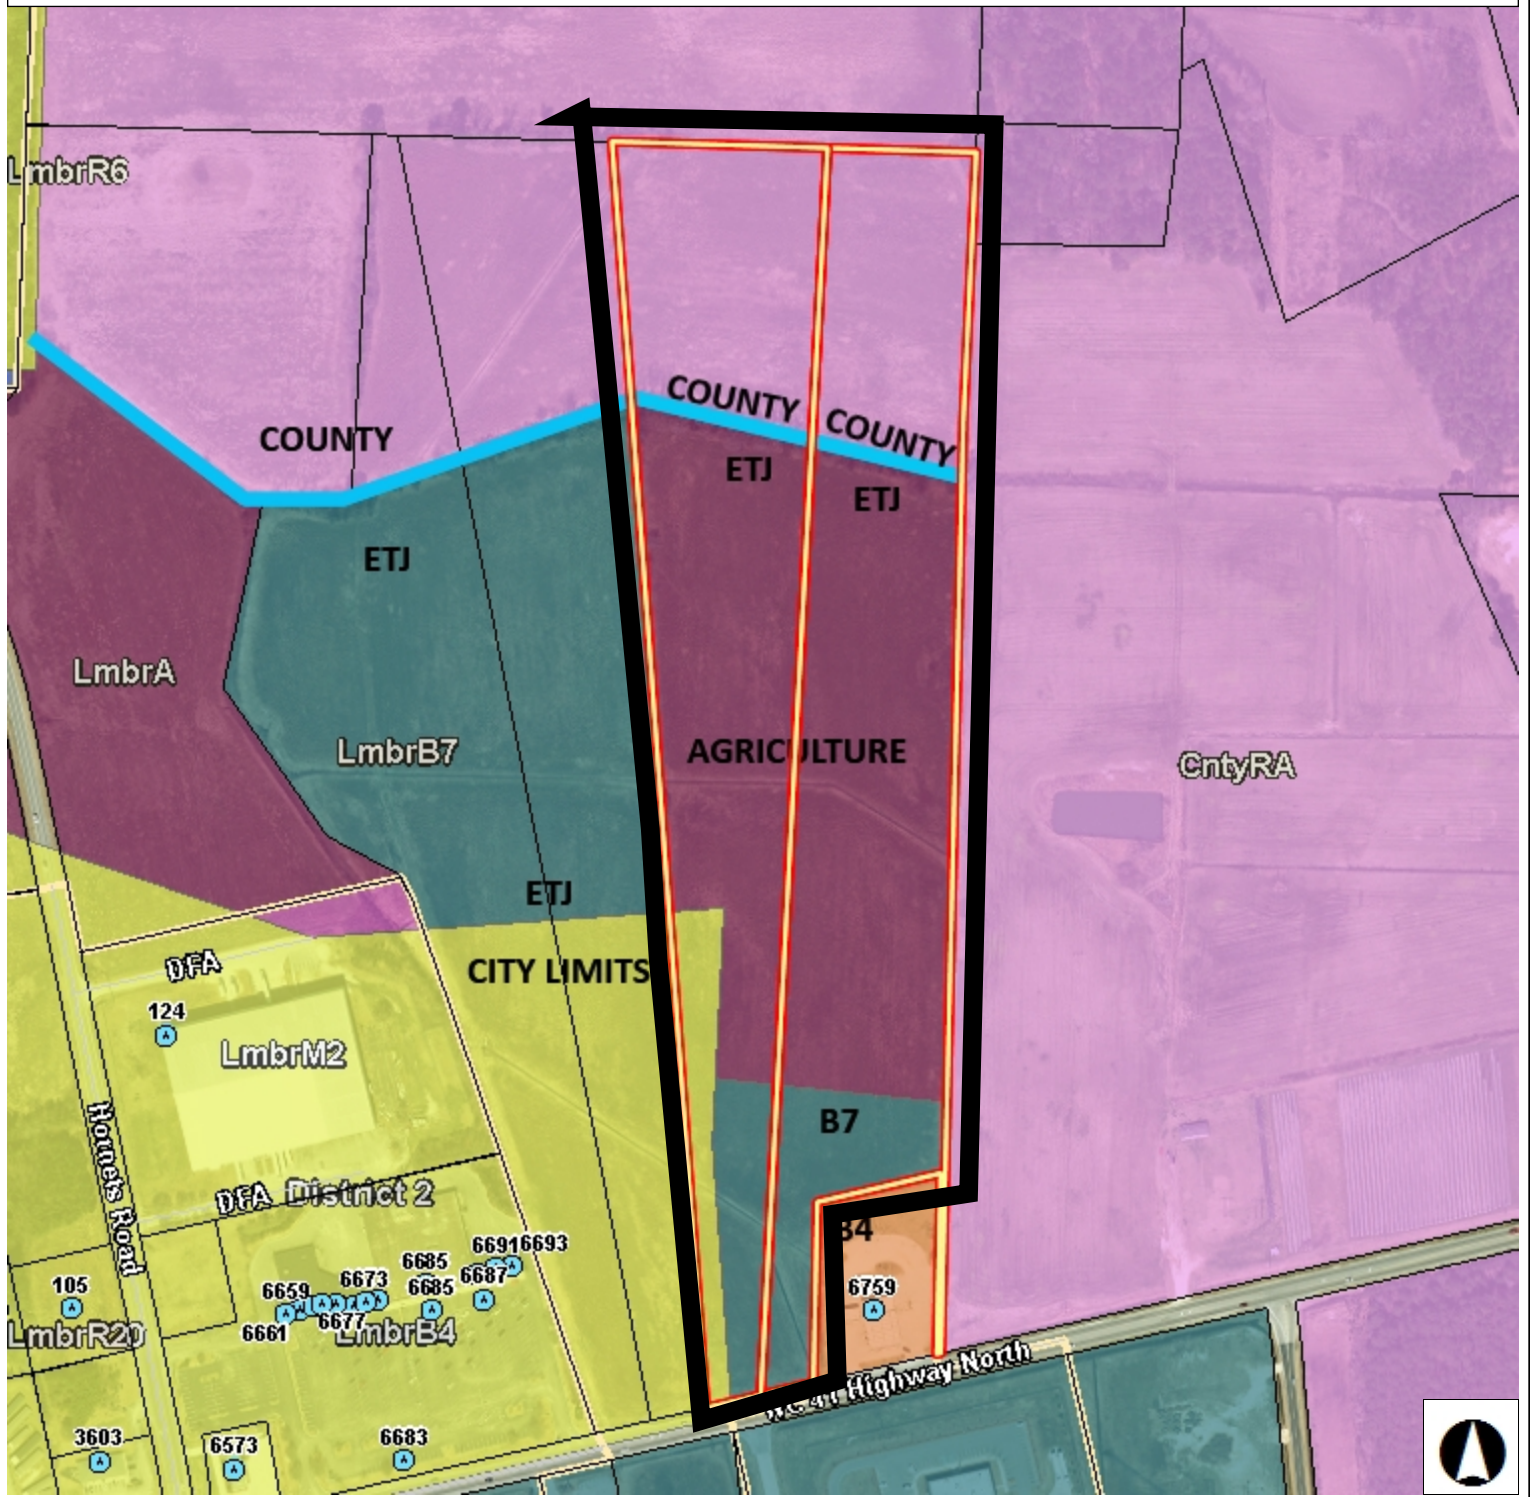 LmbrR6
COUNTY
COUNTY
COUNTY
ETJ
ETJ
ETJ
LmbrA
LmbrB7
AGRICULTURE
CntyRA
ETJ
CITY LIMITS
DFA
124
LmbrM2
B7
Hornets Road
DFA
District 2
B4
6691
6693
6685
6687
6673
6659
6685
105
6759
6677
6661
LmbrR20
LmbrB4
NC 41 Highway North
3603
6573
6683